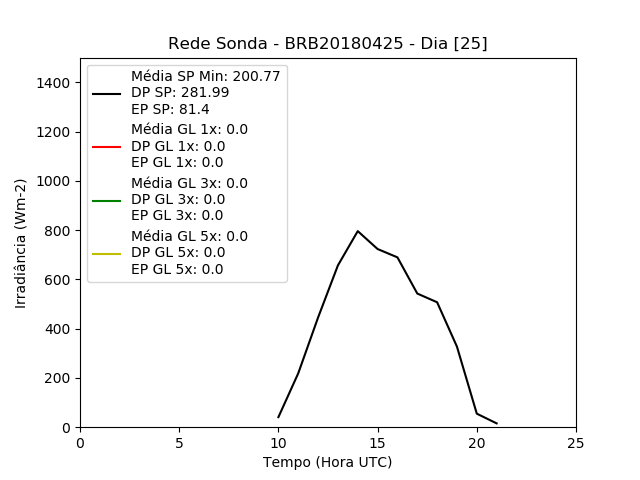 Rede Sonda - BRB20180425 - Dia [25]
Média SP Min: 200.77
DP SP: 281.99
EP SP: 81.4
Média GL 1x: 0.0
DP GL 1x: 0.0
EP GL 1x: 0.0
Média GL 3x: 0.0
DP GL 3x: 0.0
EP GL 3x: 0.0
Média GL 5x: 0.0
DP GL 5x: 0.0
EP GL 5x: 0.0
Irradiância (Wm-2)
1400
1200
1000
800
600
400
200
0
0 5 10 15 20 25
Tempo (Hora UTC)